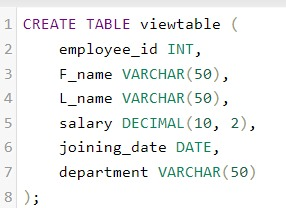 1 CREATE TABLE viewtable (
2     employee_id INT,
3     F_name VARCHAR(50),
4     L_name VARCHAR(50),
5     salary DECIMAL(10, 2),
6     joining_date DATE,
7     department VARCHAR(50)
8 );